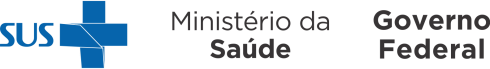 SUS
Ministério da
Saúde
Governo
Federal